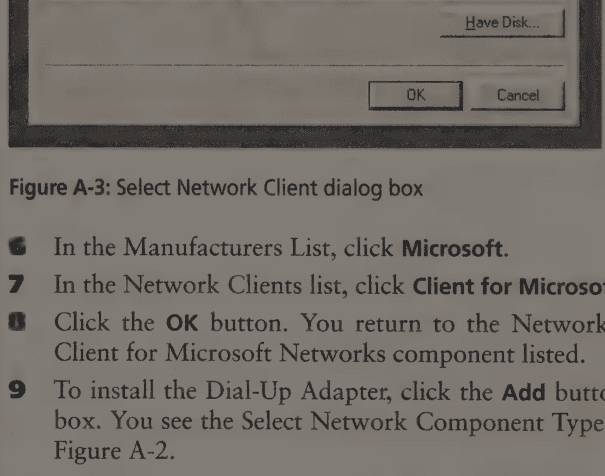 Have Disk...
OK Cancel
Figure A-3: Select Network Client dialog box
6 In the Manufacturers List, click Microsoft.
7 In the Network Clients list, click Client for Microso
8 Click the OK button. You return to the Network
Client for Microsoft Networks component listed.
9 To install the Dial-Up Adapter, click the Add butto
box. You see the Select Network Component Type
Figure A-2.